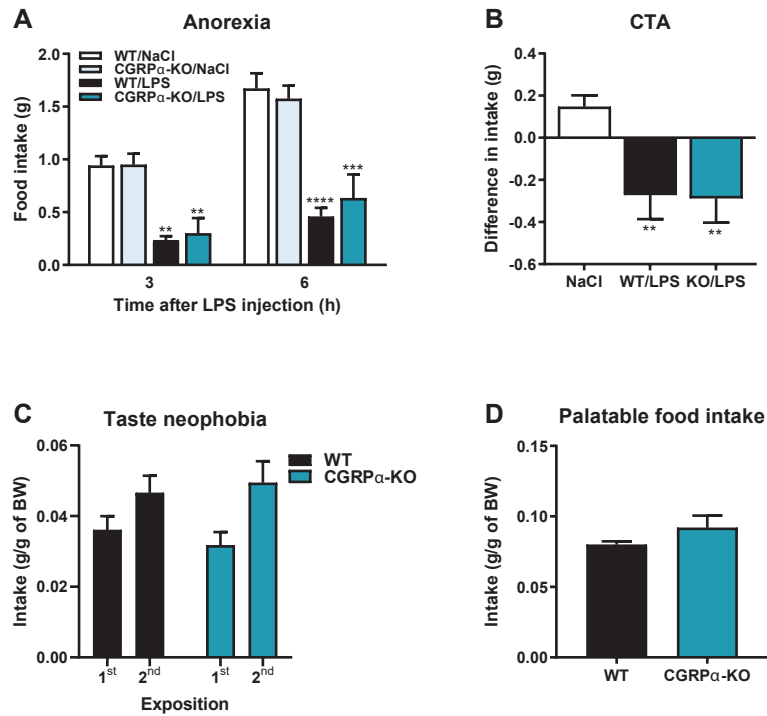 A
Anorexia
WT/NaCl
CGRPα-KO/NaCl
WT/LPS
CGRPα-KO/LPS
Food intake (g)
2.0
1.5
1.0
0.5
0.0
** ** **** ***
3 6
Time after LPS injection (h)
B
CTA
Difference in intake (g)
0.4
0.2
0.0
-0.2
-0.4
-0.6
** **
NaCl WT/LPS KO/LPS
C
Taste neophobia
WT
CGRPα-KO
Intake (g/g of BW)
0.06
0.04
0.02
0.00
1st 2nd 1st 2nd
Exposition
D
Palatable food intake
Intake (g/g of BW)
0.15
0.10
0.05
0.00
WT CGRPα-KO